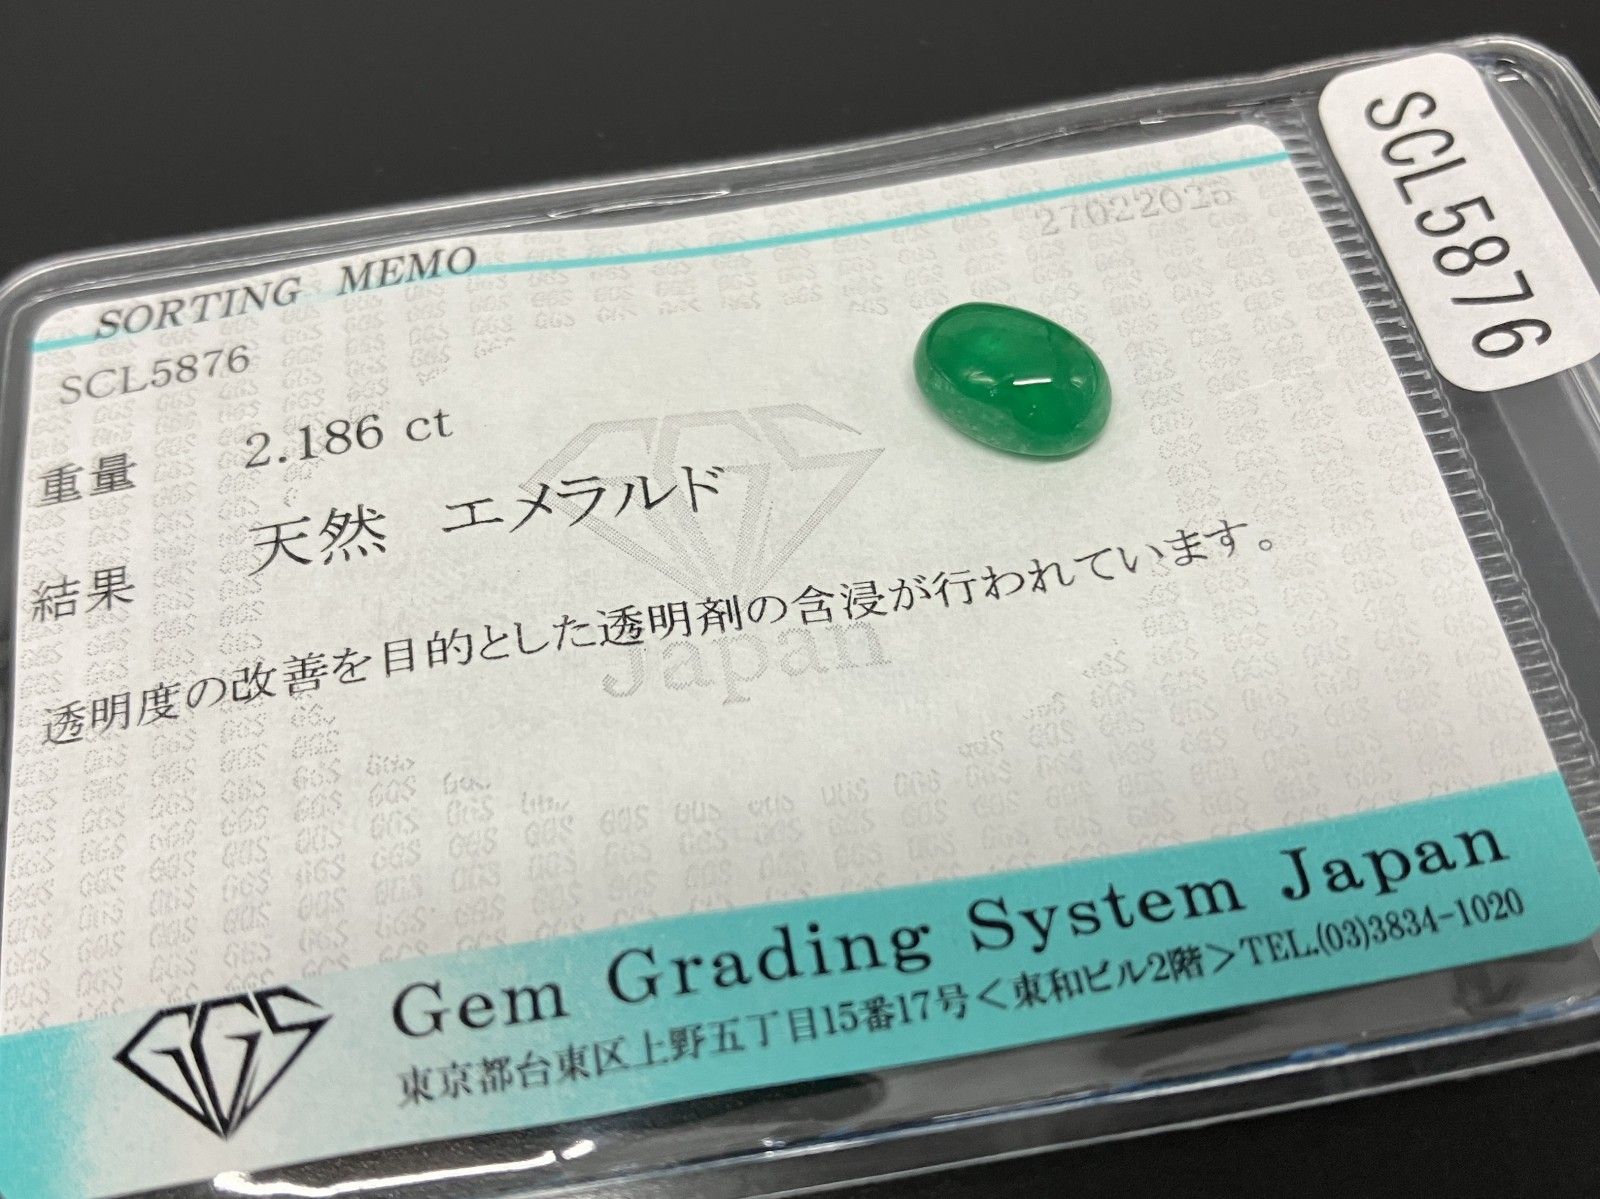 SORTING MEMO
27022025
SCL5876
SCL5876
重量 2.186 ct
結果 天然 エメラルド
透明度の改善を目的とした透明剤の含浸が行われています。
GGS
Japan
GGS
Gem Grading System Japan
東京都台東区上野五丁目15番17号＜東和ビル2階＞TEL.(03)3834-1020